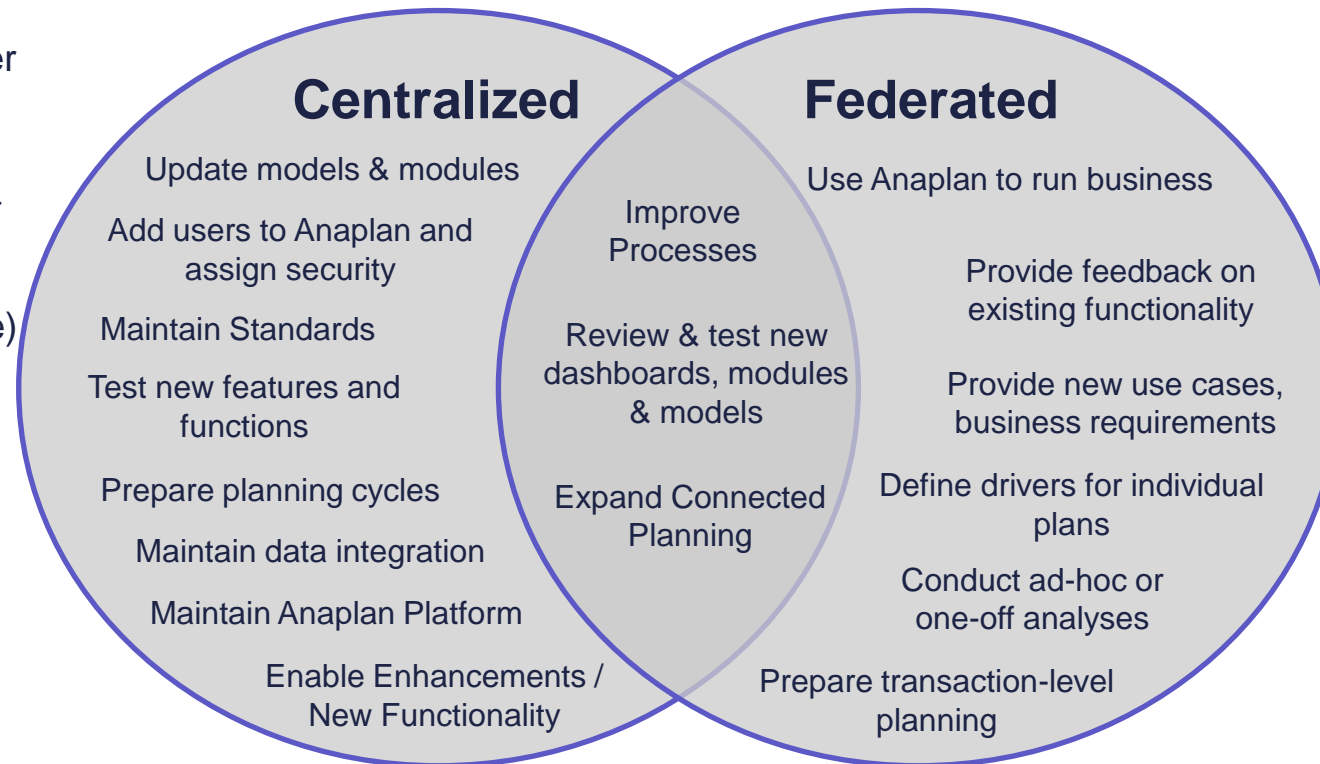 er
e)
Centralized
Update models & modules
Add users to Anaplan and
assign security
Maintain Standards
Test new features and
functions
Prepare planning cycles
Maintain data integration
Maintain Anaplan Platform
Enable Enhancements /
New Functionality
Improve
Processes
Review & test new
dashboards, modules
& models
Expand Connected
Planning
Federated
Use Anaplan to run business
Provide feedback on
existing functionality
Provide new use cases,
business requirements
Define drivers for individual
plans
Conduct ad-hoc or
one-off analyses
Prepare transaction-level
planning